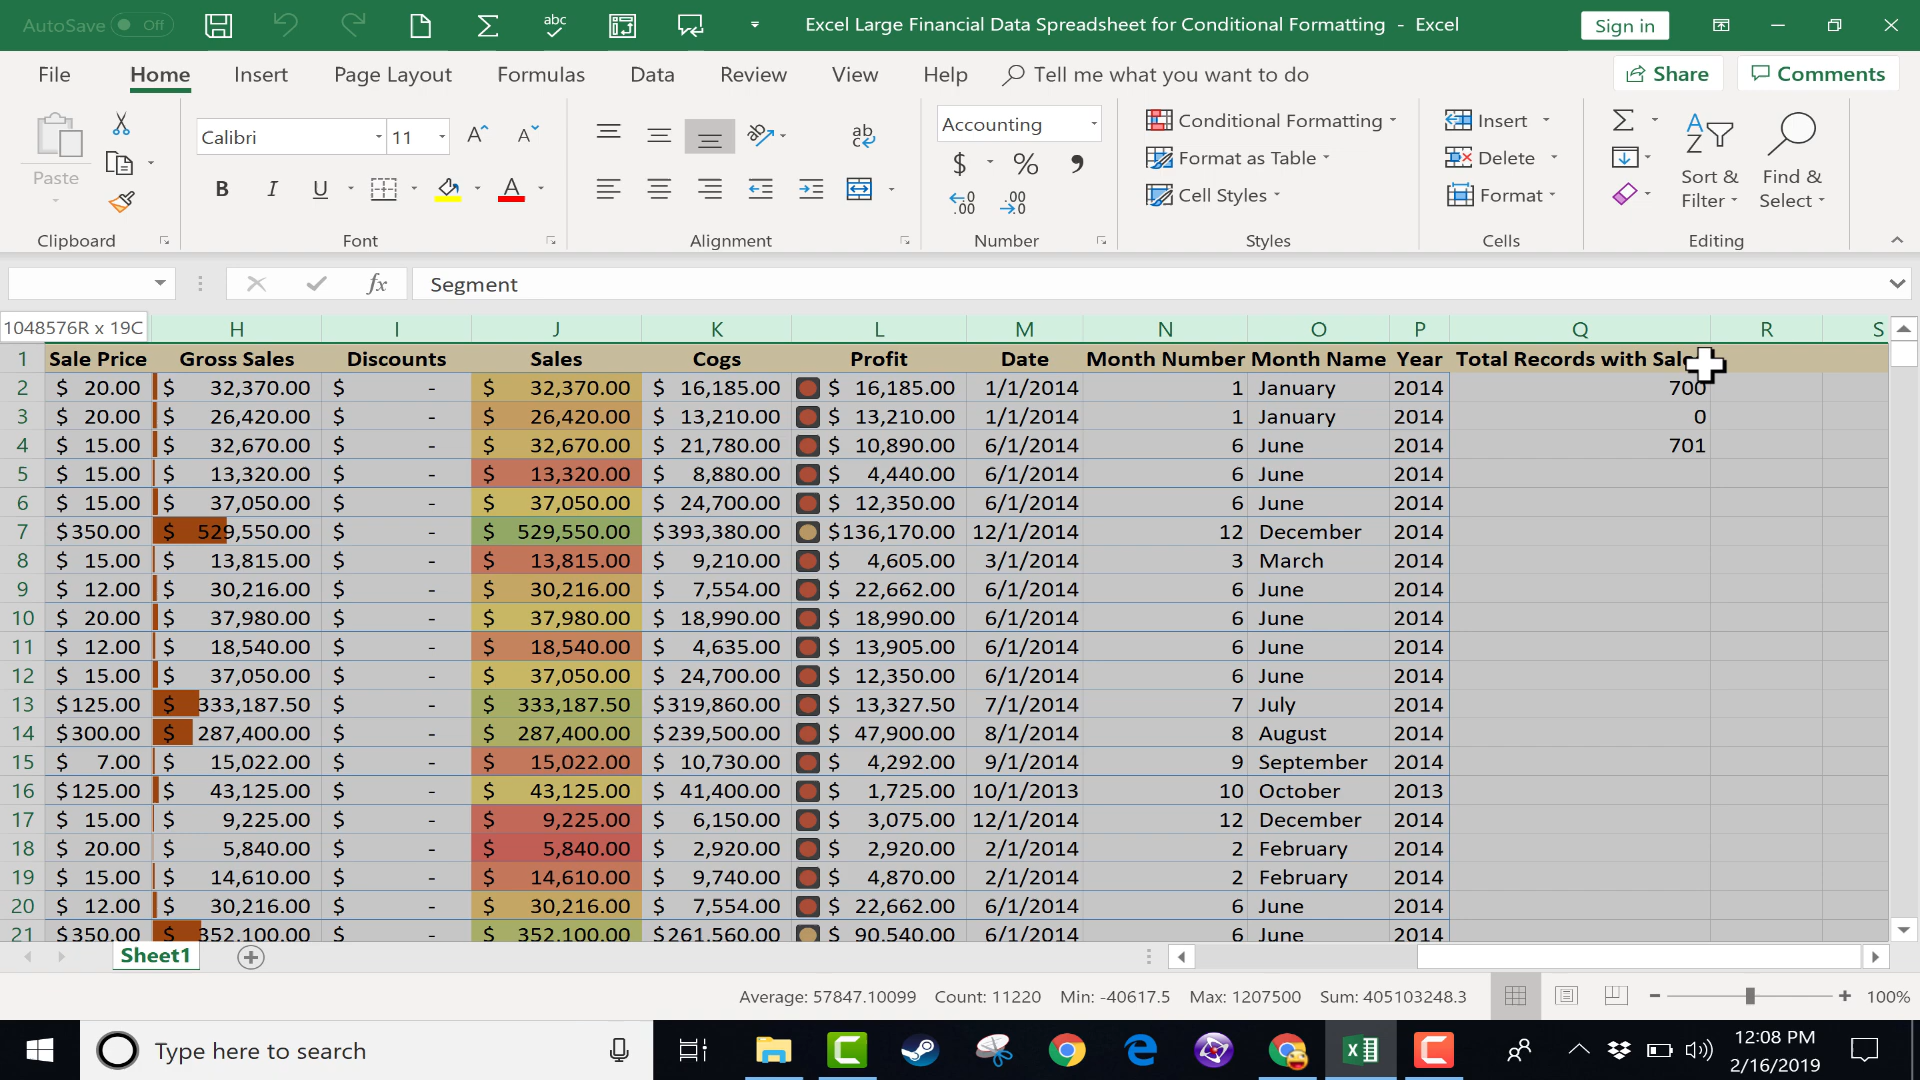 AutoSave Off abc Excel Large Financial Data Spreadsheet for Conditional Formatting - Excel Sign in
File Home Insert Page Layout Formulas Data Review View Help Tell me what you want to do Share Comments
Paste Calibri 11 A A ab c Accounting Conditional Formatting Insert Σ A Z
B I U A $ % , Format as Table Delete Sort & Filter Find & Select
←0 .00 .00 →0 Cell Styles Format
Clipboard Font Alignment Number Styles Cells Editing
fx Segment
1048576R x 19C H I J K L M N O P Q R S
1 Sale Price Gross Sales Discounts Sales Cogs Profit Date Month Number Month Name Year Total Records with Sal
2 $ 20.00 $ 32,370.00 $ - $ 32,370.00 $ 16,185.00 $ 16,185.00 1/1/2014 1 January 2014 700
3 $ 20.00 $ 26,420.00 $ - $ 26,420.00 $ 13,210.00 $ 13,210.00 1/1/2014 1 January 2014 0
4 $ 15.00 $ 32,670.00 $ - $ 32,670.00 $ 21,780.00 $ 10,890.00 6/1/2014 6 June 2014 701
5 $ 15.00 $ 13,320.00 $ - $ 13,320.00 $ 8,880.00 $ 4,440.00 6/1/2014 6 June 2014
6 $ 15.00 $ 37,050.00 $ - $ 37,050.00 $ 24,700.00 $ 12,350.00 6/1/2014 6 June 2014
7 $350.00 $ 529,550.00 $ - $ 529,550.00 $393,380.00 $136,170.00 12/1/2014 12 December 2014
8 $ 15.00 $ 13,815.00 $ - $ 13,815.00 $ 9,210.00 $ 4,605.00 3/1/2014 3 March 2014
9 $ 12.00 $ 30,216.00 $ - $ 30,216.00 $ 7,554.00 $ 22,662.00 6/1/2014 6 June 2014
10 $ 20.00 $ 37,980.00 $ - $ 37,980.00 $ 18,990.00 $ 18,990.00 6/1/2014 6 June 2014
11 $ 12.00 $ 18,540.00 $ - $ 18,540.00 $ 4,635.00 $ 13,905.00 6/1/2014 6 June 2014
12 $ 15.00 $ 37,050.00 $ - $ 37,050.00 $ 24,700.00 $ 12,350.00 6/1/2014 6 June 2014
13 $125.00 $ 333,187.50 $ - $ 333,187.50 $319,860.00 $ 13,327.50 7/1/2014 7 July 2014
14 $300.00 $ 287,400.00 $ - $ 287,400.00 $239,500.00 $ 47,900.00 8/1/2014 8 August 2014
15 $ 7.00 $ 15,022.00 $ - $ 15,022.00 $ 10,730.00 $ 4,292.00 9/1/2014 9 September 2014
16 $125.00 $ 43,125.00 $ - $ 43,125.00 $ 41,400.00 $ 1,725.00 10/1/2013 10 October 2013
17 $ 15.00 $ 9,225.00 $ - $ 9,225.00 $ 6,150.00 $ 3,075.00 12/1/2014 12 December 2014
18 $ 20.00 $ 5,840.00 $ - $ 5,840.00 $ 2,920.00 $ 2,920.00 2/1/2014 2 February 2014
19 $ 15.00 $ 14,610.00 $ - $ 14,610.00 $ 9,740.00 $ 4,870.00 2/1/2014 2 February 2014
20 $ 12.00 $ 30,216.00 $ - $ 30,216.00 $ 7,554.00 $ 22,662.00 6/1/2014 6 June 2014
21 $350.00 $ 352,100.00 $ - $ 352,100.00 $261,560.00 $ 90,540.00 6/1/2014 6 June 2014
Sheet1
Average: 57847.10099 Count: 11220 Min: -40617.5 Max: 1207500 Sum: 405103248.3 100%
Type here to search 12:08 PM
2/16/2019